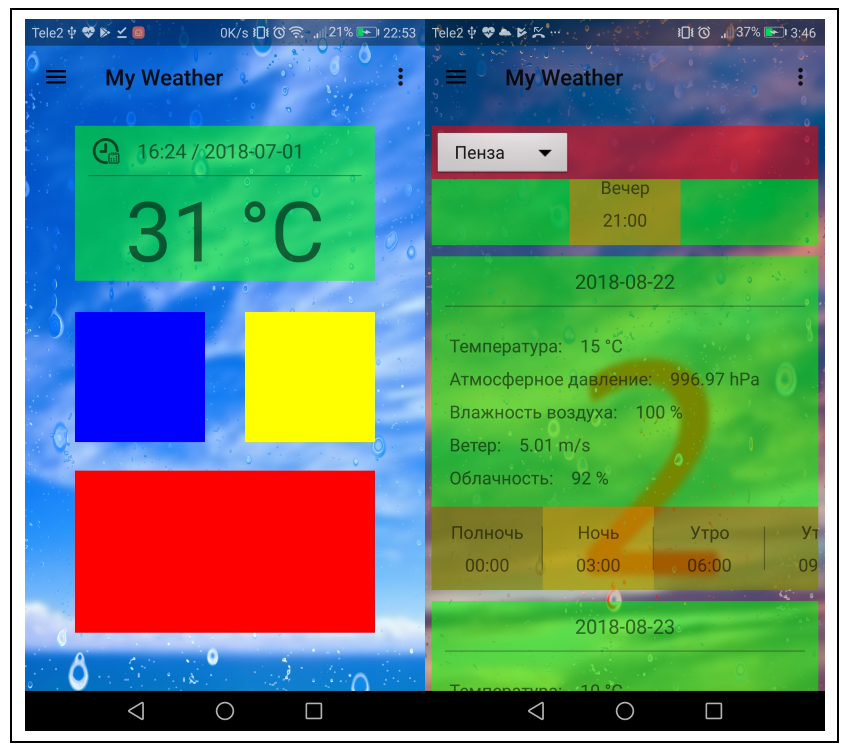 Tele2 0K/s 21% 22:53
My Weather
16:24 / 2018-07-01
31 °C
Tele2 37% 3:46
My Weather
Пенза
Вечер
21:00
2018-08-22
Температура: 15 °C
Атмосферное давление: 996.97 hPa
Влажность воздуха: 100 %
Ветер: 5.01 m/s
Облачность: 92 %
2
Полночь Ночь Утро Ут
00:00 03:00 06:00 09
2018-08-23
Температура: 10 °C